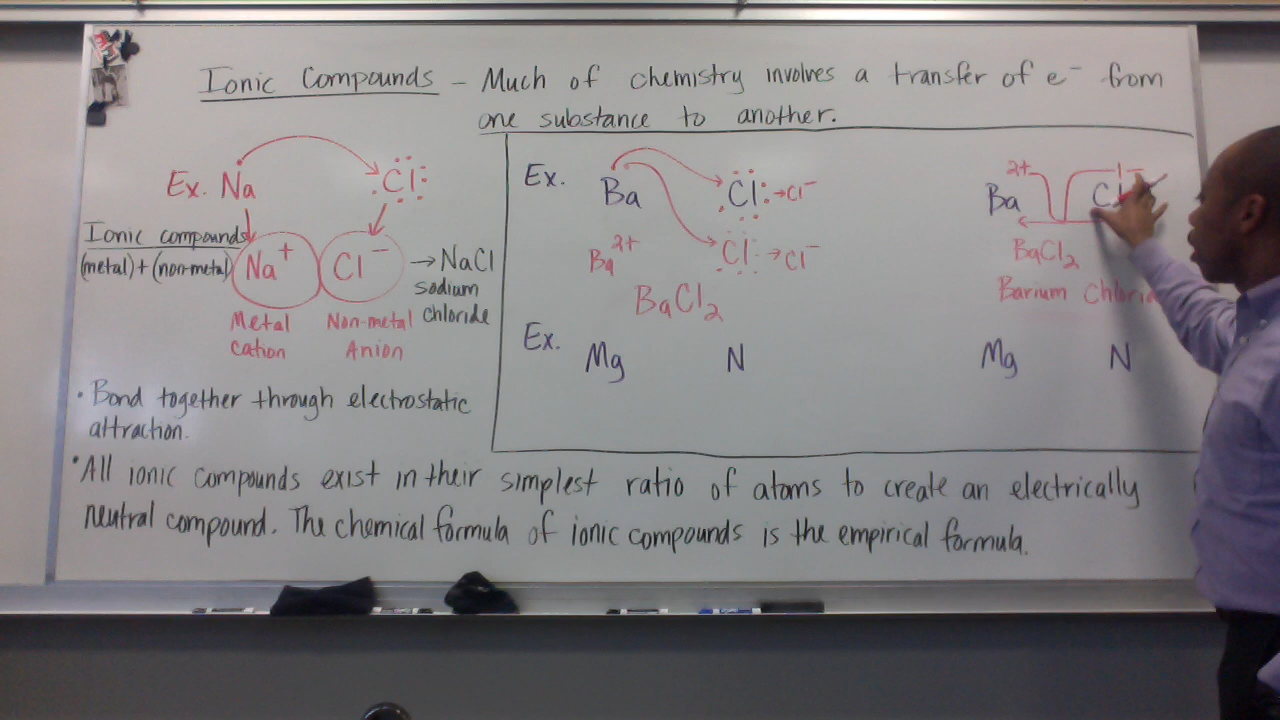 Ionic Compounds – Much of chemistry involves a transfer of e⁻ from
one substance to another.
Ex. Na Cl
Ionic compounds
(metal) + (non-metal)
Na⁺ Cl⁻ → NaCl
sodium
chloride
Metal Non-metal
Cation Anion
• Bond together through electrostatic
attraction.
Ex. Ba Cl → Cl⁻
Ba²⁺ Cl → Cl⁻
BaCl₂
Ex. Mg N
Ba 2+
BaCl₂
Barium
Mg N
• All ionic compounds exist in their simplest ratio of atoms to create an electrically
neutral compound. The chemical formula of ionic compounds is the empirical formula.